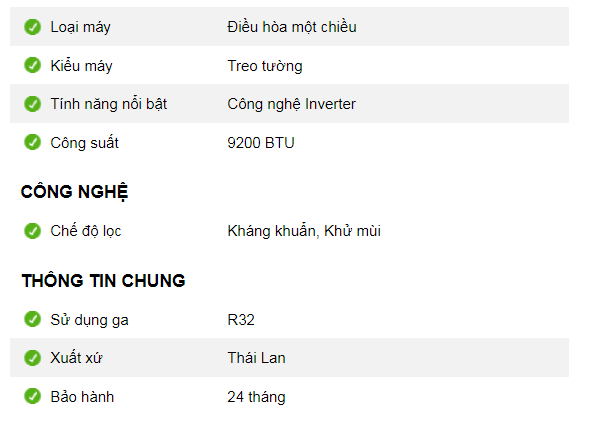 Loại máy Điều hòa một chiều
Kiểu máy Treo tường
Tính năng nổi bật Công nghệ Inverter
Công suất 9200 BTU
CÔNG NGHỆ
Chế độ lọc Kháng khuẩn, Khử mùi
THÔNG TIN CHUNG
Sử dụng ga R32
Xuất xứ Thái Lan
Bảo hành 24 tháng